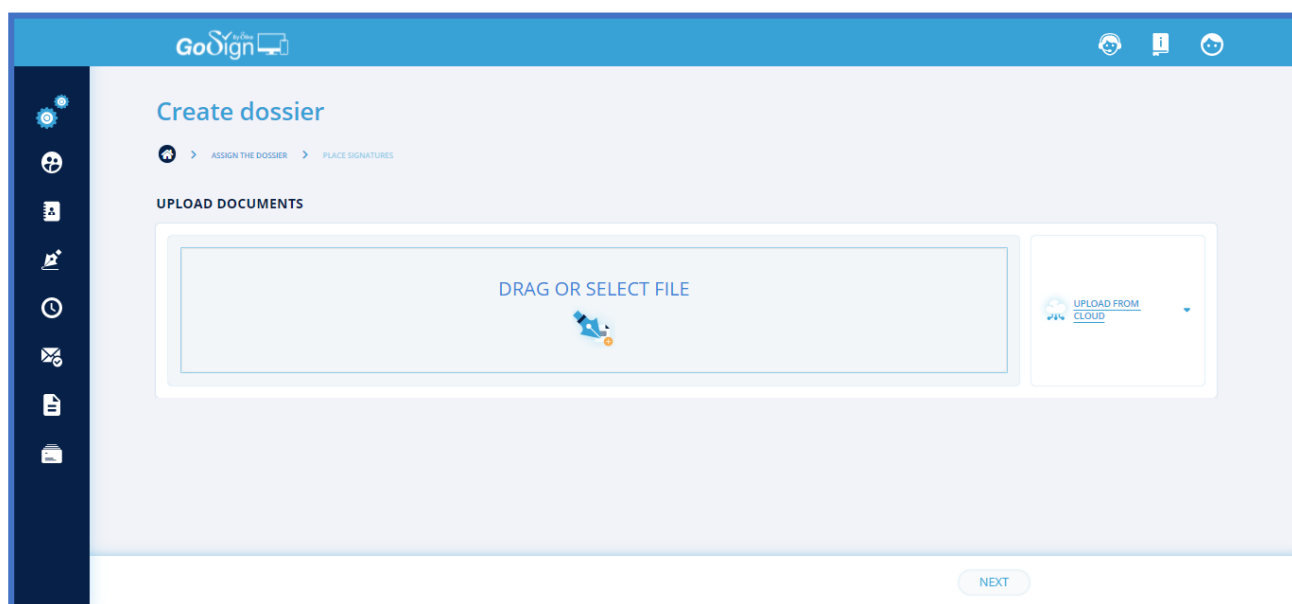 GoSign
Create dossier
ASSIGN THE DOSSIER
PLACE SIGNATURES
UPLOAD DOCUMENTS
DRAG OR SELECT FILE
UPLOAD FROM
CLOUD
NEXT